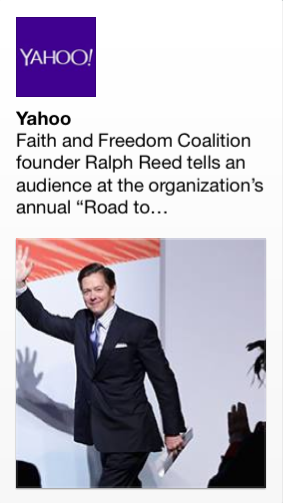 YAHOO!
Yahoo
Faith and Freedom Coalition
founder Ralph Reed tells an
audience at the organization’s
annual “Road to…